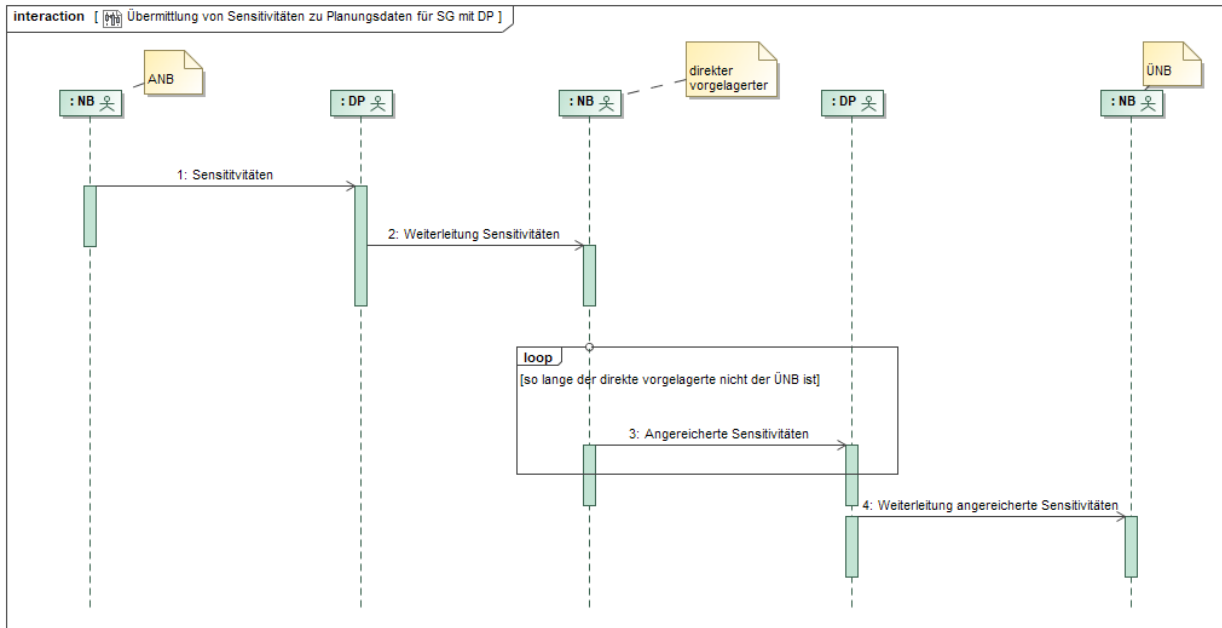 interaction [ Übermittlung von Sensitivitäten zu Planungsdaten für SG mit DP ]
ANB
direkter
vorgelagerter
ÜNB
: NB
: DP
: NB
: DP
: NB
1: Sensititvitäten
2: Weiterleitung Sensitivitäten
loop
[so lange der direkte vorgelagerte nicht der ÜNB ist]
3: Angereicherte Sensitivitäten
4: Weiterleitung angereicherte Sensitivitäten